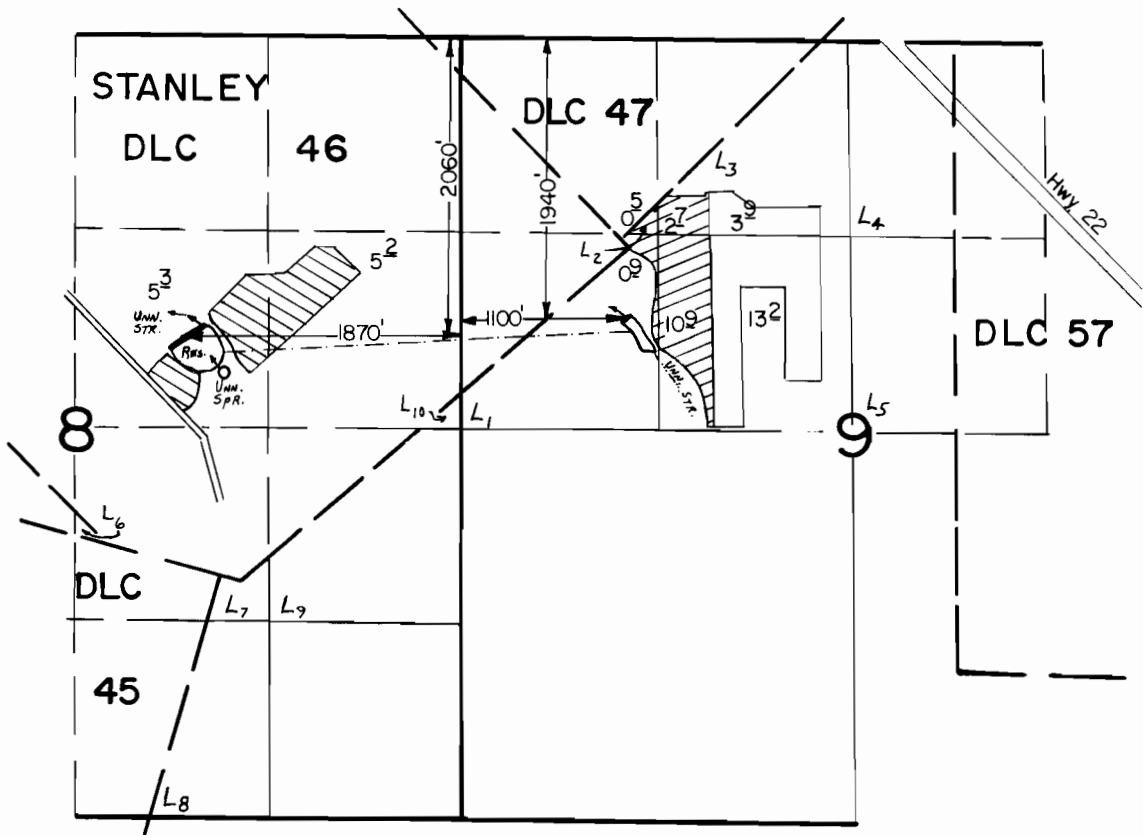 STANLEY
DLC 46
DLC 47
2060'
1940'
L3
Hwy 22
0 5
2 7
3 9
L4
L2
0 9
5 2
5 3
UNN.
STR.
RES.
UNN.
SPR.
1870'
1100'
10 9
13 2
UNN. STR.
DLC 57
L10
L1
L5
8
9
L6
DLC
L7
L9
45
L8